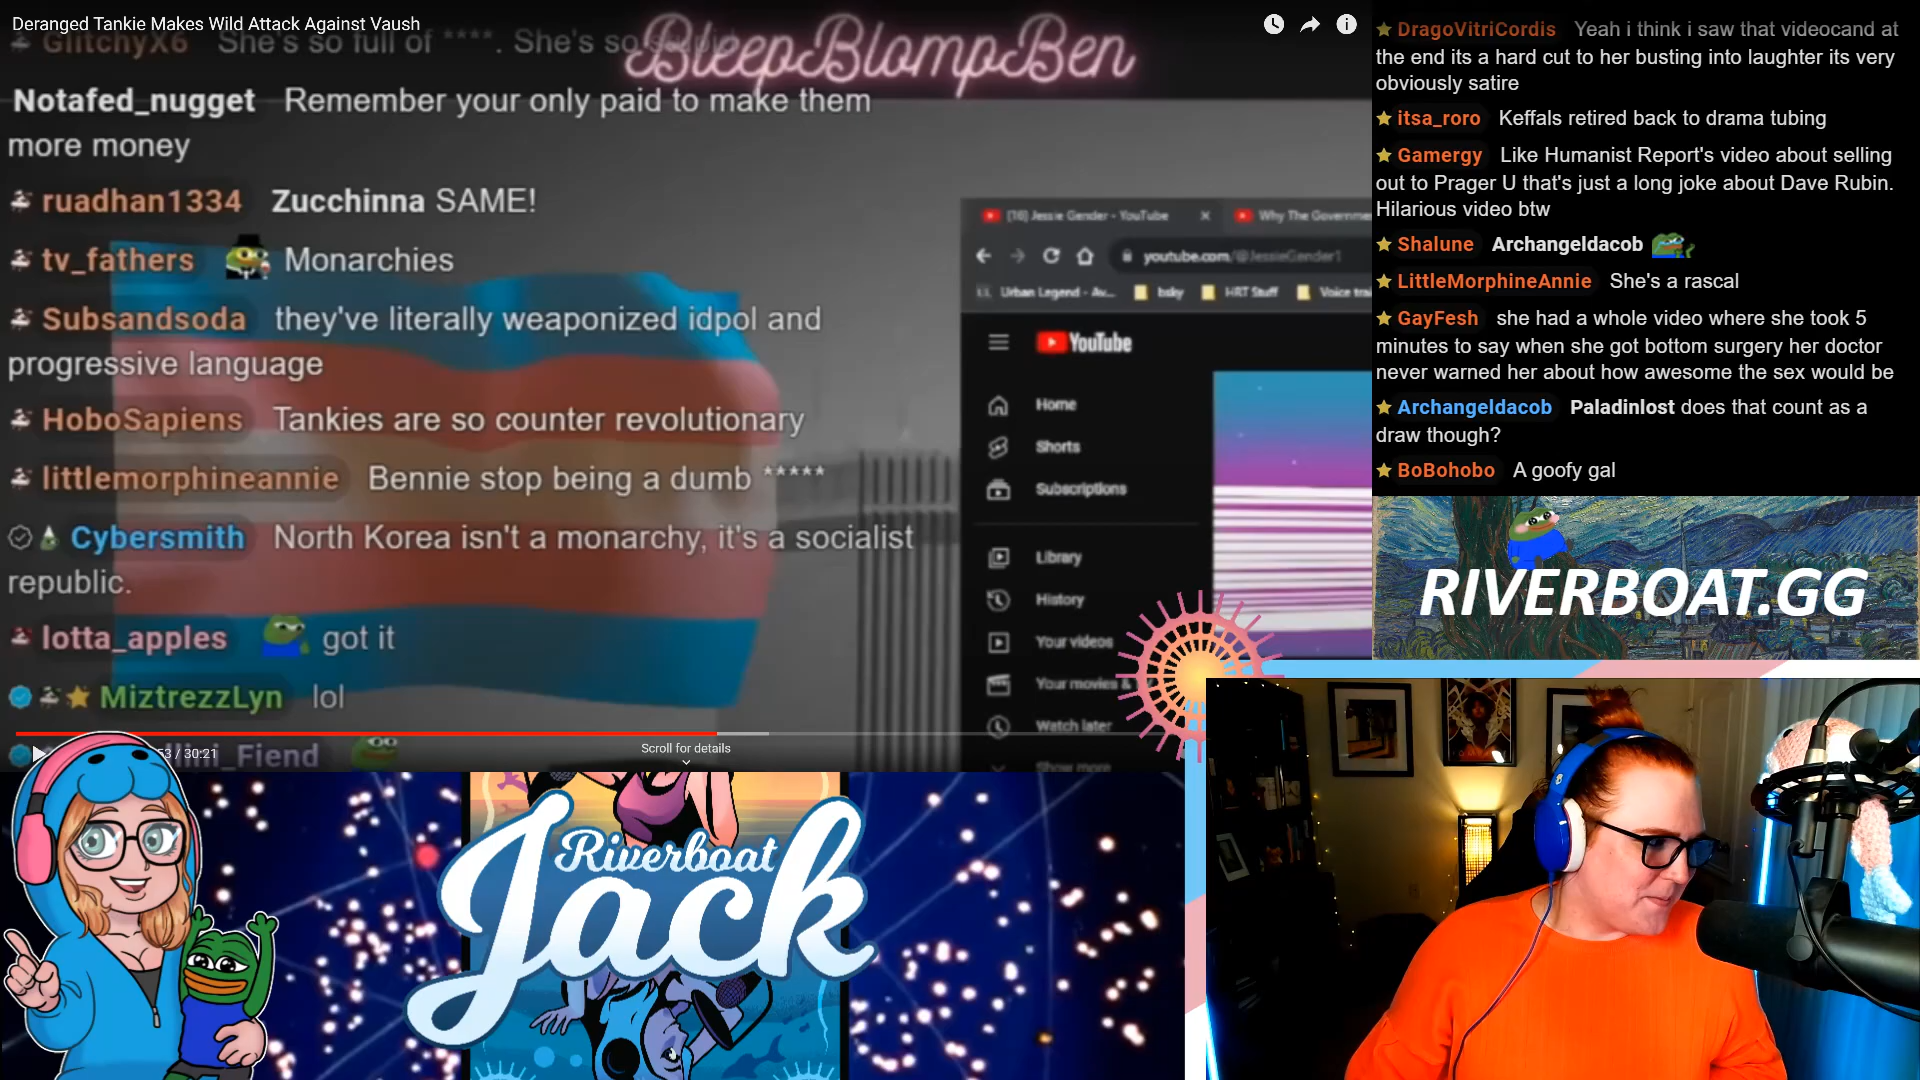 Deranged Tankie Makes Wild Attack Against Vaush
GlitchyX6 She's so full of ****. She's so stupid
BleepBlompBen
Notafed_nugget Remember your only paid to make them
more money
ruadhan1334 Zucchinna SAME!
tv_fathers Monarchies
Subsandsoda they've literally weaponized idpol and
progressive language
HoboSapiens Tankies are so counter revolutionary
littlemorphineannie Bennie stop being a dumb *****
Cybersmith North Korea isn't a monarchy, it's a socialist
republic.
lotta_apples got it
MiztrezzLyn lol
_Fiend
53 / 30:21
Scroll for details
(10) Jessie Gender - YouTube
Why The Governme
youtube.com/@JessieGender1
Urban Legend - Av...
bsky
HRT Stuff
Voice trai
YouTube
Home
Shorts
Subscriptions
Library
History
Your videos
Your movies &
Watch later
Show more
DragoVitriCordis Yeah i think i saw that videocand at
the end its a hard cut to her busting into laughter its very
obviously satire
itsa_roro Keffals retired back to drama tubing
Gamergy Like Humanist Report's video about selling
out to Prager U that's just a long joke about Dave Rubin.
Hilarious video btw
Shalune Archangeldacob
LittleMorphineAnnie She's a rascal
GayFesh she had a whole video where she took 5
minutes to say when she got bottom surgery her doctor
never warned her about how awesome the sex would be
Archangeldacob Paladinlost does that count as a
draw though?
BoBohobo A goofy gal
RIVERBOAT.GG
Riverboat
Jack